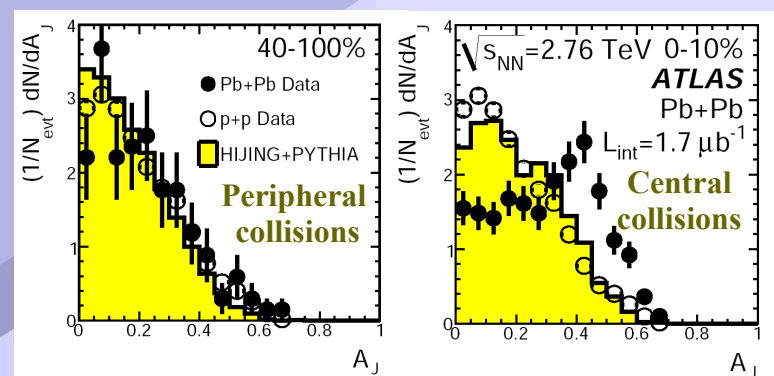 40-100%
Pb+Pb Data
p+p Data
HIJING+PYTHIA
Peripheral
collisions
(1/N_evt) dN/dA_J
4
3
2
1
0
0 0.2 0.4 0.6 0.8 1
A_J
√s_NN=2.76 TeV 0-10%
ATLAS
Pb+Pb
L_int=1.7 μb⁻¹
Central
collisions
(1/N_evt) dN/dA_J
4
3
2
1
0
0 0.2 0.4 0.6 0.8 1
A_J